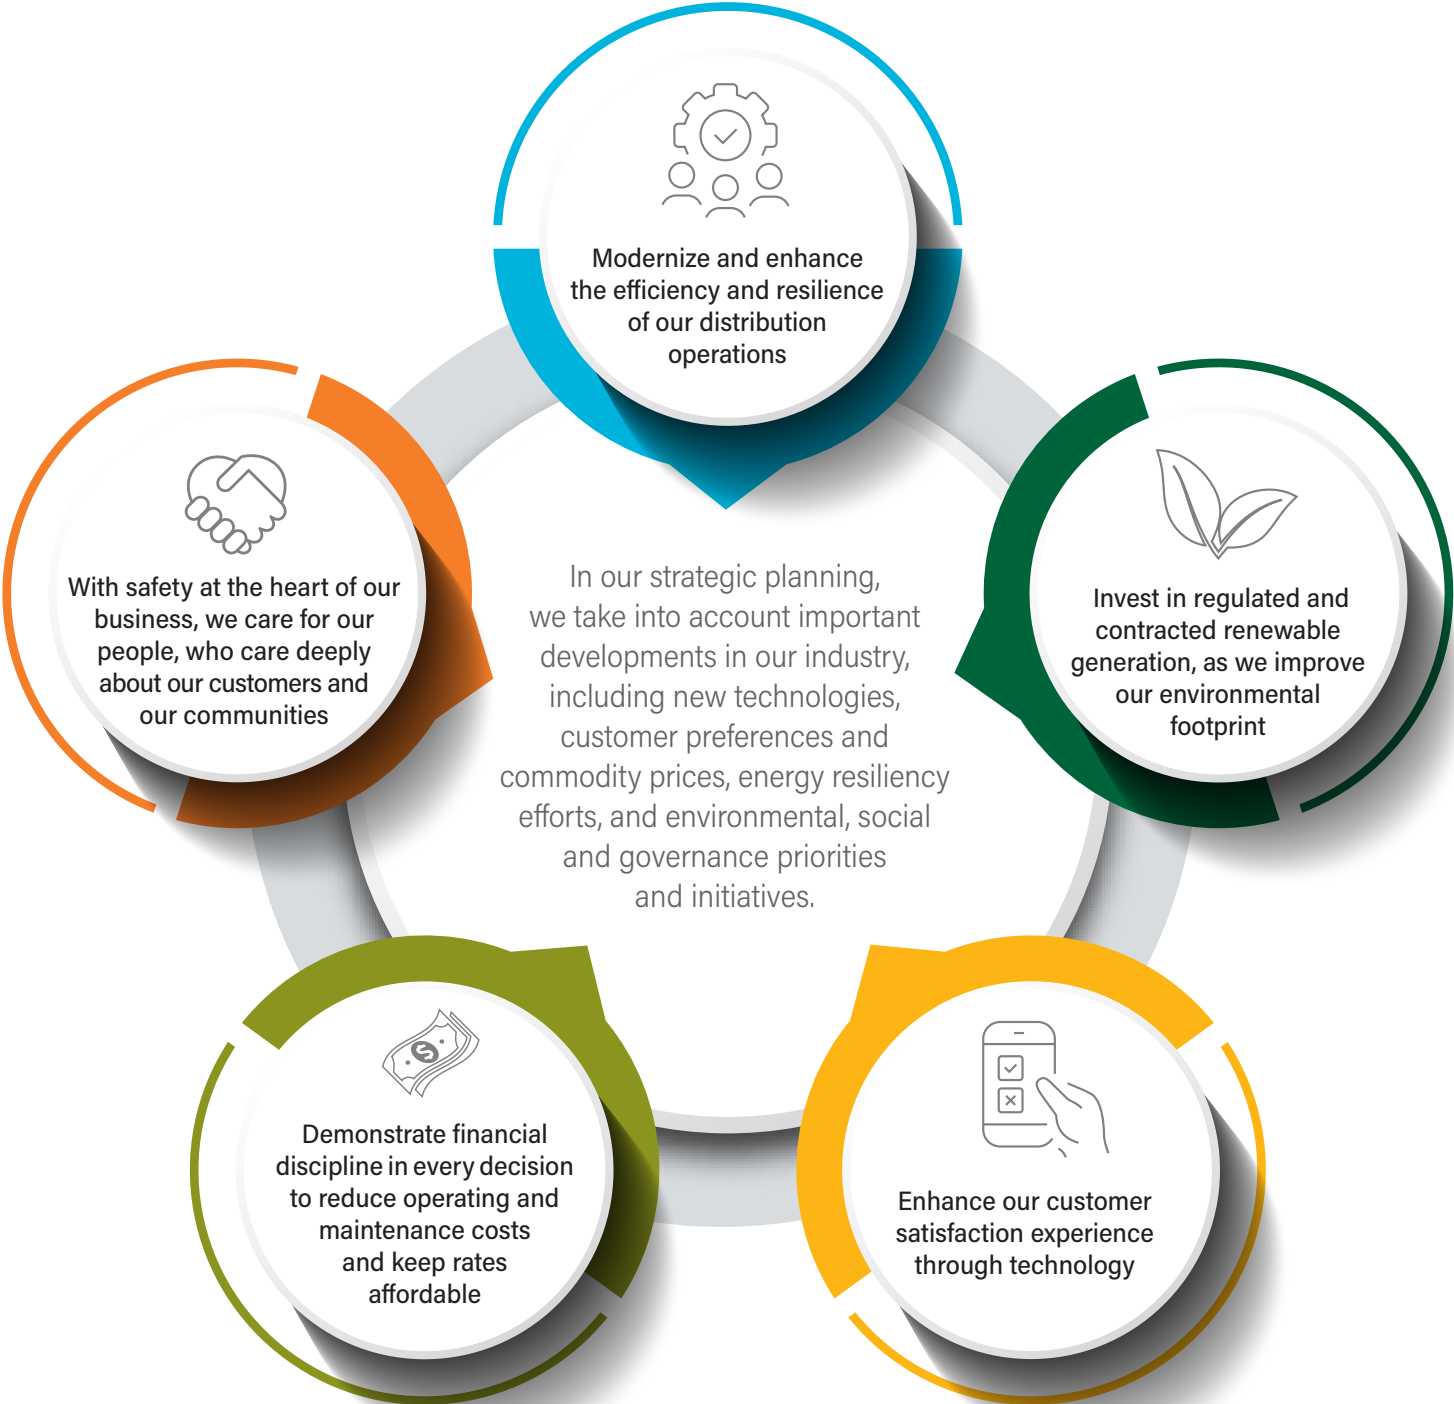 Modernize and enhance
the efficiency and resilience
of our distribution
operations
With safety at the heart of our
business, we care for our
people, who care deeply
about our customers and
our communities
In our strategic planning,
we take into account important
developments in our industry,
including new technologies,
customer preferences and
commodity prices, energy resiliency
efforts, and environmental, social
and governance priorities
and initiatives.
Invest in regulated and
contracted renewable
generation, as we improve
our environmental
footprint
$
Demonstrate financial
discipline in every decision
to reduce operating and
maintenance costs
and keep rates
affordable
Enhance our customer
satisfaction experience
through technology